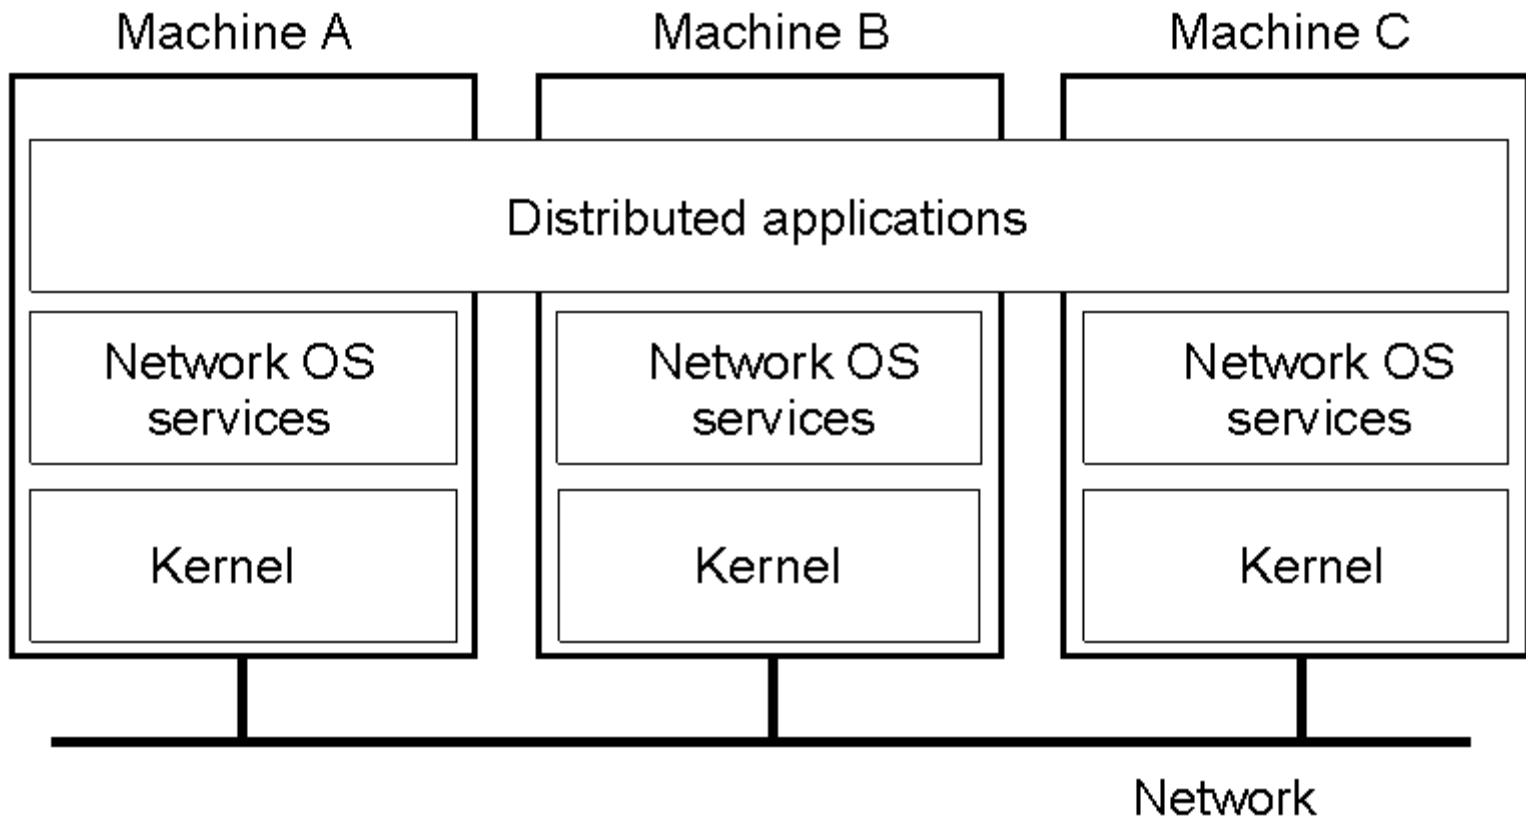 Machine A
Machine B
Machine C
Distributed applications
Network OS
services
Network OS
services
Network OS
services
Kernel
Kernel
Kernel
Network